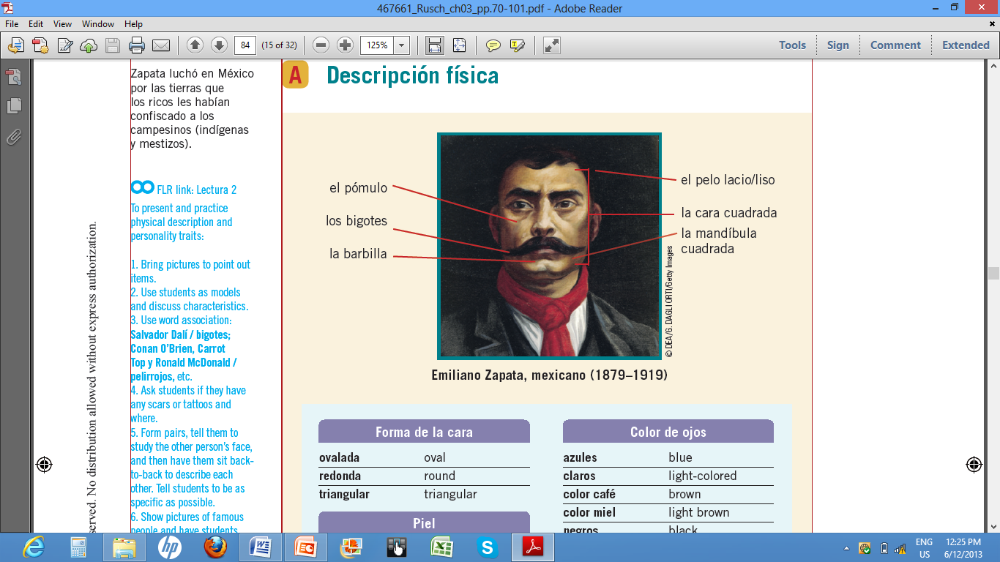 467661_Rusch_ch03_pp.70-101.pdf - Adobe Reader
File Edit View Window Help
84 (15 of 32) 125% Tools Sign Comment Extended
Zapata luchó en México
por las tierras que
los ricos les habían
confiscado a los
campesinos (indígenas
y mestizos).
FLR link: Lectura 2
To present and practice
physical description and
personality traits:
1. Bring pictures to point out
items.
2. Use students as models
and discuss characteristics.
3. Use word association:
Salvador Dalí / bigotes;
Conan O'Brien, Carrot
Top y Ronald McDonald /
pelirrojos, etc.
4. Ask students if they have
any scars or tattoos and
where.
5. Form pairs, tell them to
study the other person's face,
and then have them sit back-
to-back to describe each
other. Tell students to be as
specific as possible.
6. Show pictures of famous
people and have students
served. No distribution allowed without express authorization.
A Descripción física
el pómulo
los bigotes
la barbilla
el pelo lacio/liso
la cara cuadrada
la mandíbula
cuadrada
© DEA/G. DAGLI ORTI/Getty Images
Emiliano Zapata, mexicano (1879–1919)
Forma de la cara
ovalada oval
redonda round
triangular triangular
Piel
Color de ojos
azules blue
claros light-colored
color café brown
color miel light brown
negros black
hp W P X S
ENG
US
12:25 PM
6/12/2013